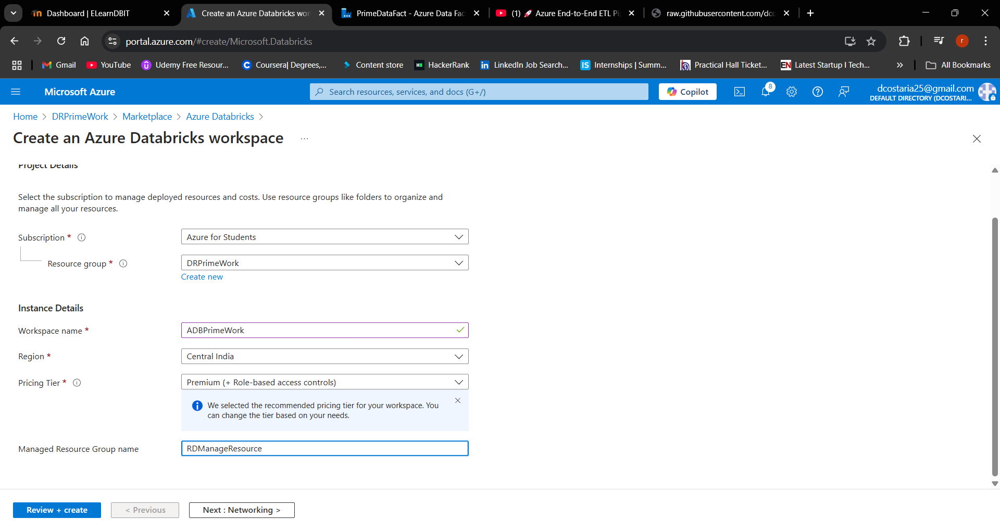 Dashboard | ELearnDBIT
Create an Azure Databricks wor
PrimeDataFact - Azure Data Fac
(1) 🚀 Azure End-to-End ETL Pi
raw.githubusercontent.com/dco
portal.azure.com/#create/Microsoft.Databricks
r
Gmail
YouTube
Udemy Free Resour...
Coursera| Degrees,...
Content store
HackerRank
LinkedIn Job Search...
IS
Internships | Summ...
Practical Hall Ticket...
EN
Latest Startup I Tech...
All Bookmarks
Microsoft Azure
Search resources, services, and docs (G+/)
Copilot
8
dcostaria25@gmail.com
DEFAULT DIRECTORY (DCOSTARI...
Home > DRPrimeWork > Marketplace > Azure Databricks >
Create an Azure Databricks workspace ...
Project Details
Select the subscription to manage deployed resources and costs. Use resource groups like folders to organize and
manage all your resources.
Subscription *
Azure for Students
Resource group *
DRPrimeWork
Create new
Instance Details
Workspace name *
ADBPrimeWork
Region *
Central India
Pricing Tier *
Premium (+ Role-based access controls)
We selected the recommended pricing tier for your workspace. You
can change the tier based on your needs.
Managed Resource Group name
RDManageResource
Review + create
< Previous
Next : Networking >